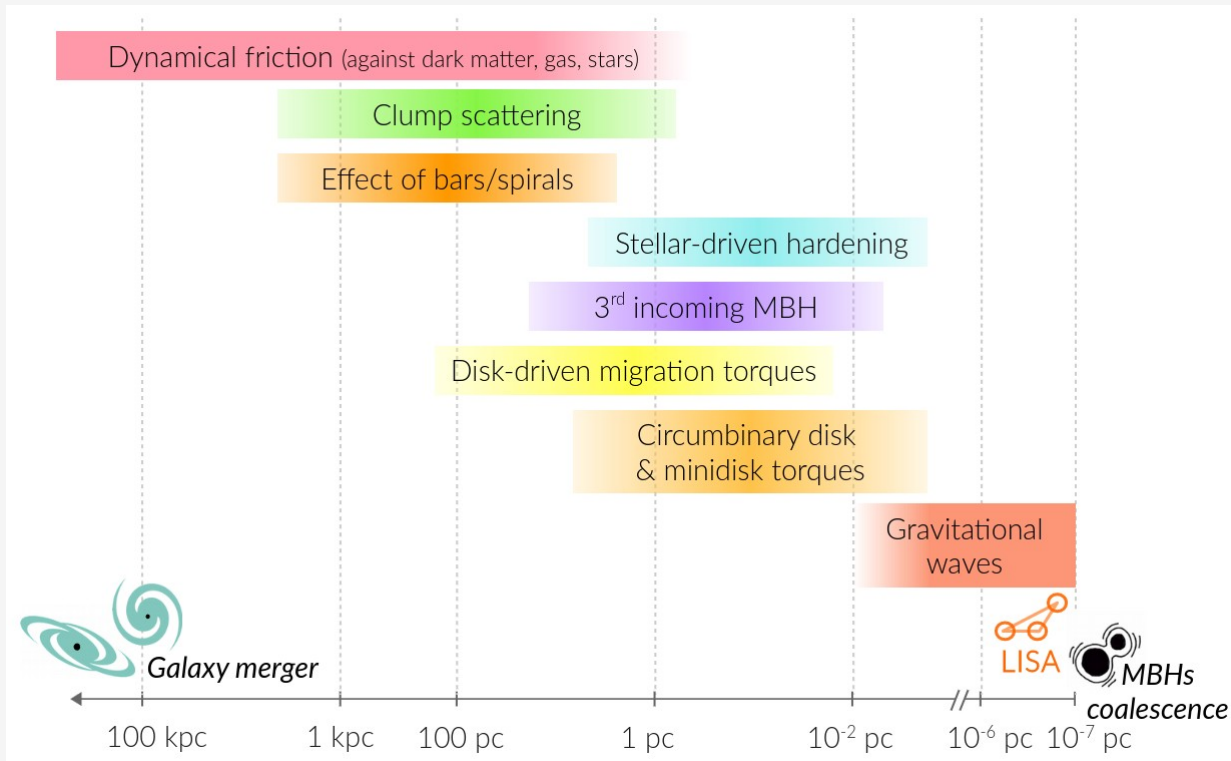 Dynamical friction (against dark matter, gas, stars)
Clump scattering
Effect of bars/spirals
Stellar-driven hardening
3rd incoming MBH
Disk-driven migration torques
Circumbinary disk
& minidisk torques
Gravitational
waves
Galaxy merger
LISA
MBHs
coalescence
100 kpc 1 kpc 100 pc 1 pc 10-2 pc 10-6 pc 10-7 pc